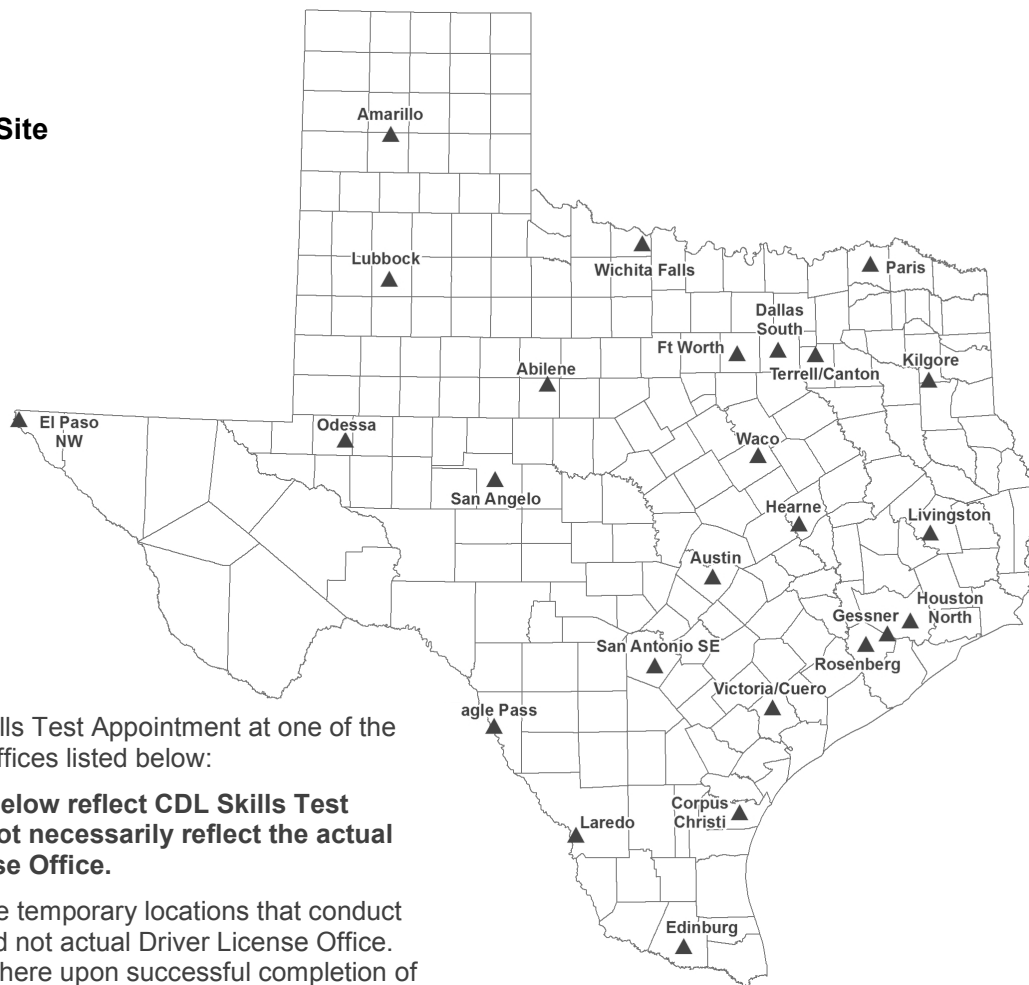 Site
Amarillo
Lubbock
Wichita Falls
Paris
Dallas
South
Ft Worth
Terrell/Canton
Kilgore
Abilene
El Paso
NW
Odessa
Waco
San Angelo
Hearne
Livingston
Austin
Houston
North
Gessner
San Antonio SE
Rosenberg
Victoria/Cuero
agle Pass
Corpus
Christi
Laredo
Edinburg
lls Test Appointment at one of the
ffices listed below:
elow reflect CDL Skills Test
ot necessarily reflect the actual
se Office.
e temporary locations that conduct
d not actual Driver License Office.
here upon successful completion of